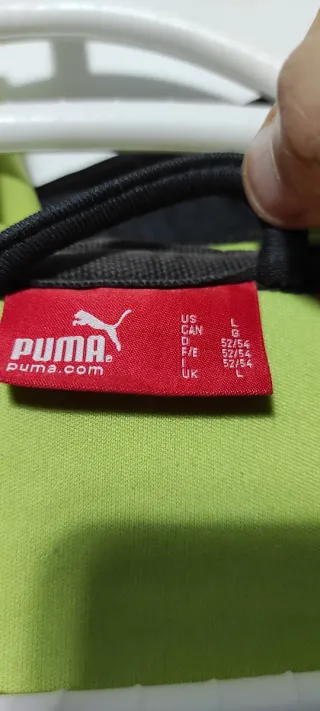 PUMA®
puma.com
US L
CAN G
D 52/54
F/E 52/54
I 52/54
UK L